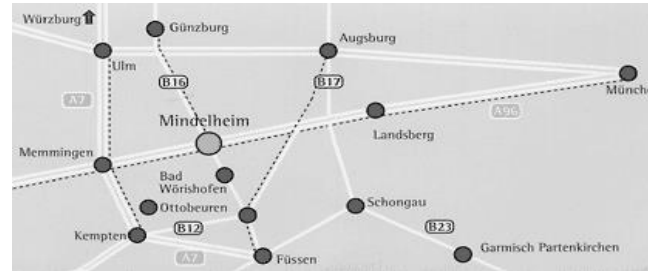 Würzburg
Günzburg
Augsburg
Ulm
B16
B17
Münche
A7
Mindelheim
A96
Landsberg
Memmingen
Bad
Wörishofen
Ottobeuren
Schongau
B12
B23
Kempten
A7
Füssen
Garmisch Partenkirchen